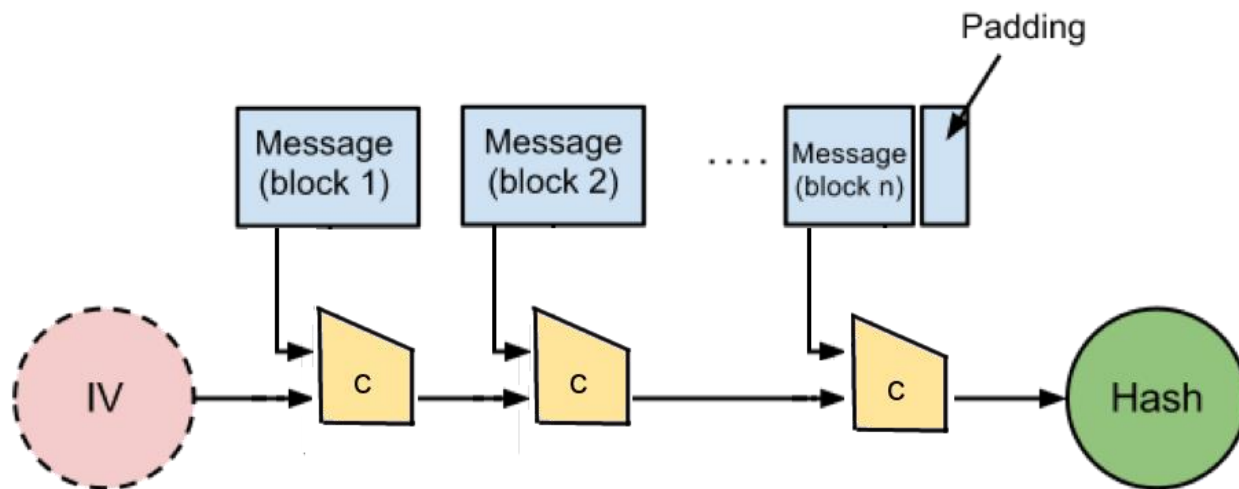 Padding
Message
(block 1)
Message
(block 2)
....
Message
(block n)
IV
C
C
C
Hash